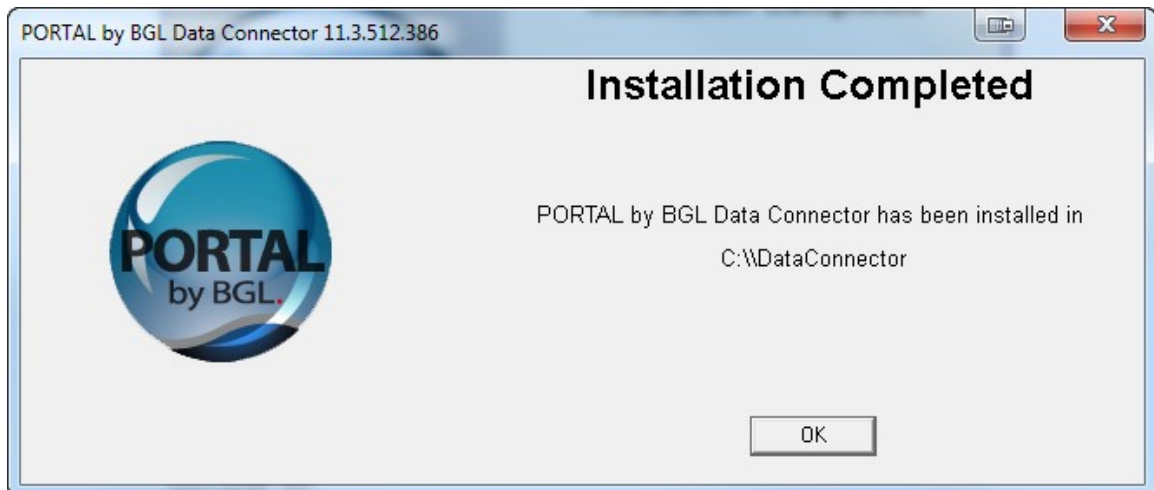 PORTAL by BGL Data Connector 11.3.512.386
Installation Completed
PORTAL
by BGL.
PORTAL by BGL Data Connector has been installed in
C:\\DataConnector
OK